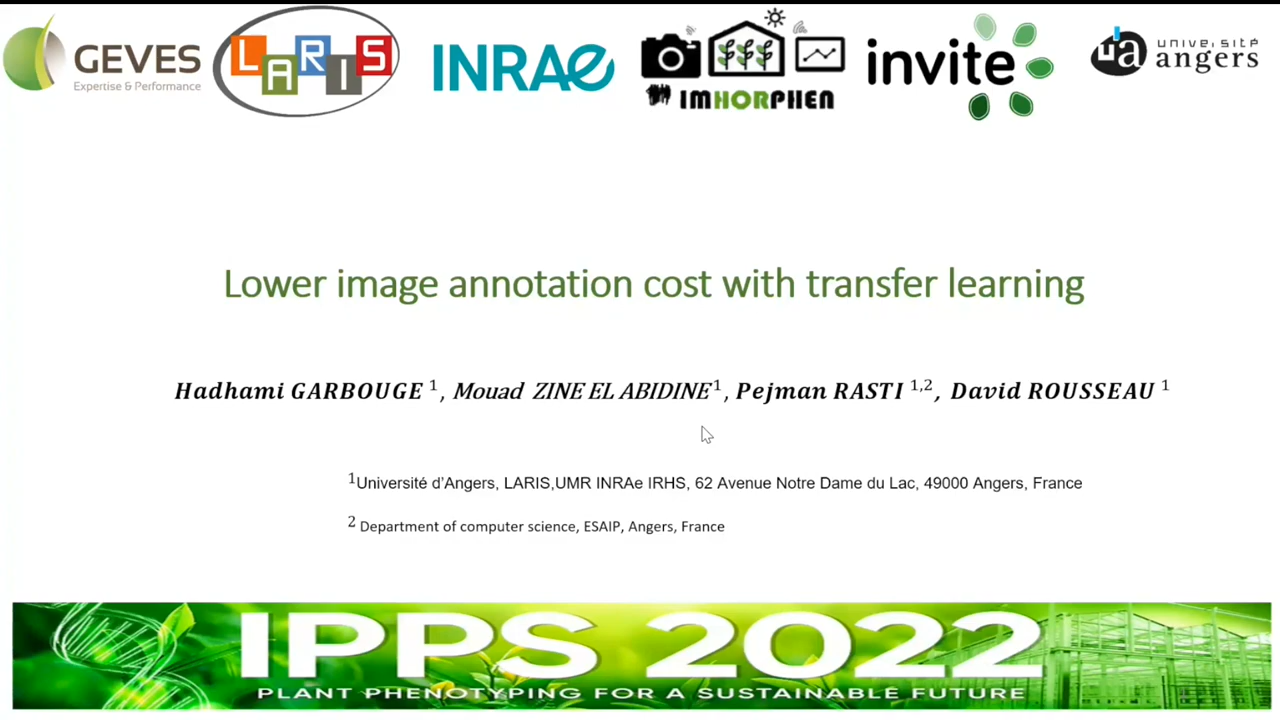 GEVES
Expertise & Performance
LARIS
INRAE
IMHORPHEN
invite
ua université angers
Lower image annotation cost with transfer learning
Hadhami GARBOUGE 1, Mouad ZINE EL ABIDINE1, Pejman RASTI 1,2, David ROUSSEAU 1
1Université d'Angers, LARIS,UMR INRAe IRHS, 62 Avenue Notre Dame du Lac, 49000 Angers, France
2 Department of computer science, ESAIP, Angers, France
IPPS 2022
PLANT PHENOTYPING FOR A SUSTAINABLE FUTURE